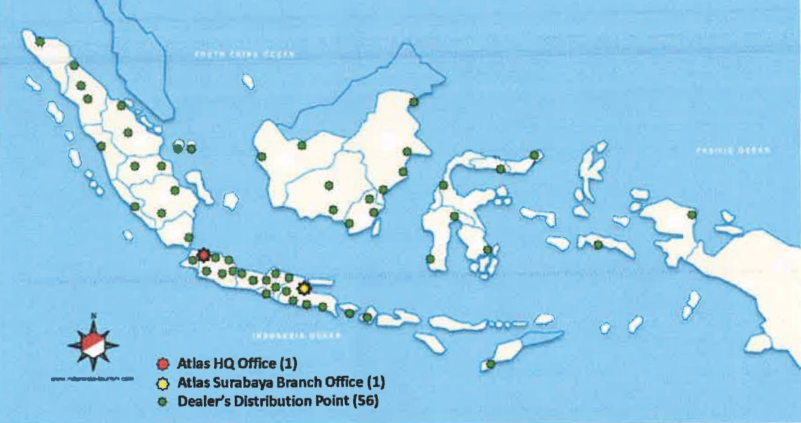 SOUTH CHINA OCEAN
PACIFIC OCEAN
INDONESIA OCEAN
N
Atlas HQ Office (1)
Atlas Surabaya Branch Office (1)
Dealer's Distribution Point (56)